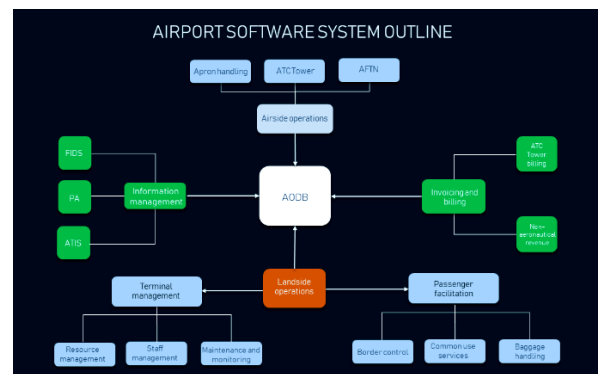 AIRPORT SOFTWARE SYSTEM OUTLINE
Apron handling
ATC Tower
AFTN
Airside operations
FIDS
PA
ATIS
Information
management
AODB
Invoicing and
billing
ATC
Tower
billing
Non-
aeronautical
revenue
Landside
operations
Terminal
management
Passenger
facilitation
Resource
management
Staff
management
Maintenance and
monitoring
Border control
Common use
services
Baggage
handling